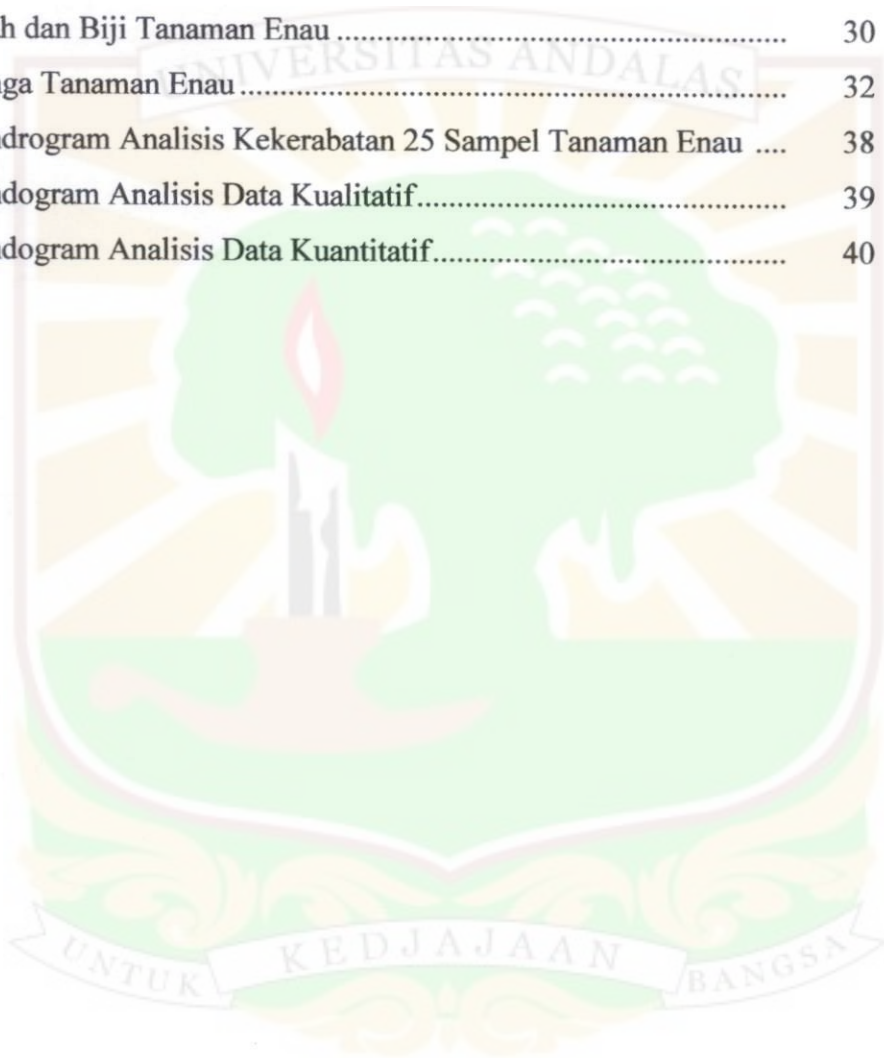 h dan Biji Tanaman Enau ........................................................ 30
UNIVERSITAS ANDALAS
ga Tanaman Enau ..................................................................... 32
drogram Analisis Kekerabatan 25 Sampel Tanaman Enau .... 38
dogram Analisis Data Kualitatif............................................... 39
dogram Analisis Data Kuantitatif............................................. 40
UNTUK KEDJAJAAN BANGSA